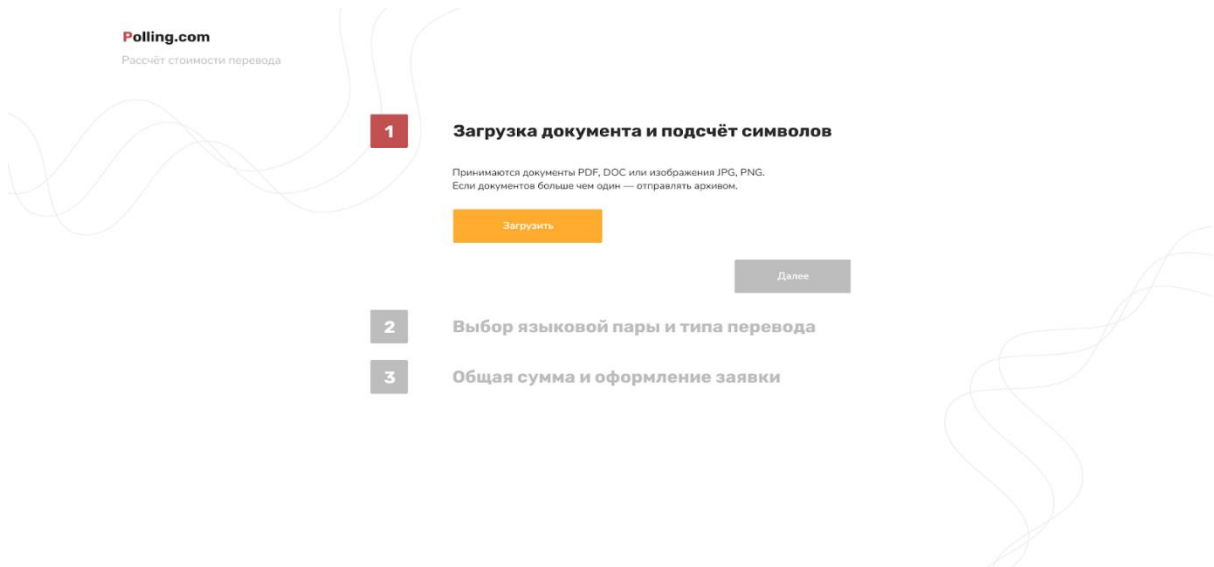 Polling.com
Рассчёт стоимости перевода
1
Загрузка документа и подсчёт символов
Принимаются документы PDF, DOC или изображения JPG, PNG.
Если документов больше чем один — отправлять архивом.
Загрузить
Далее
2
Выбор языковой пары и типа перевода
3
Общая сумма и оформление заявки